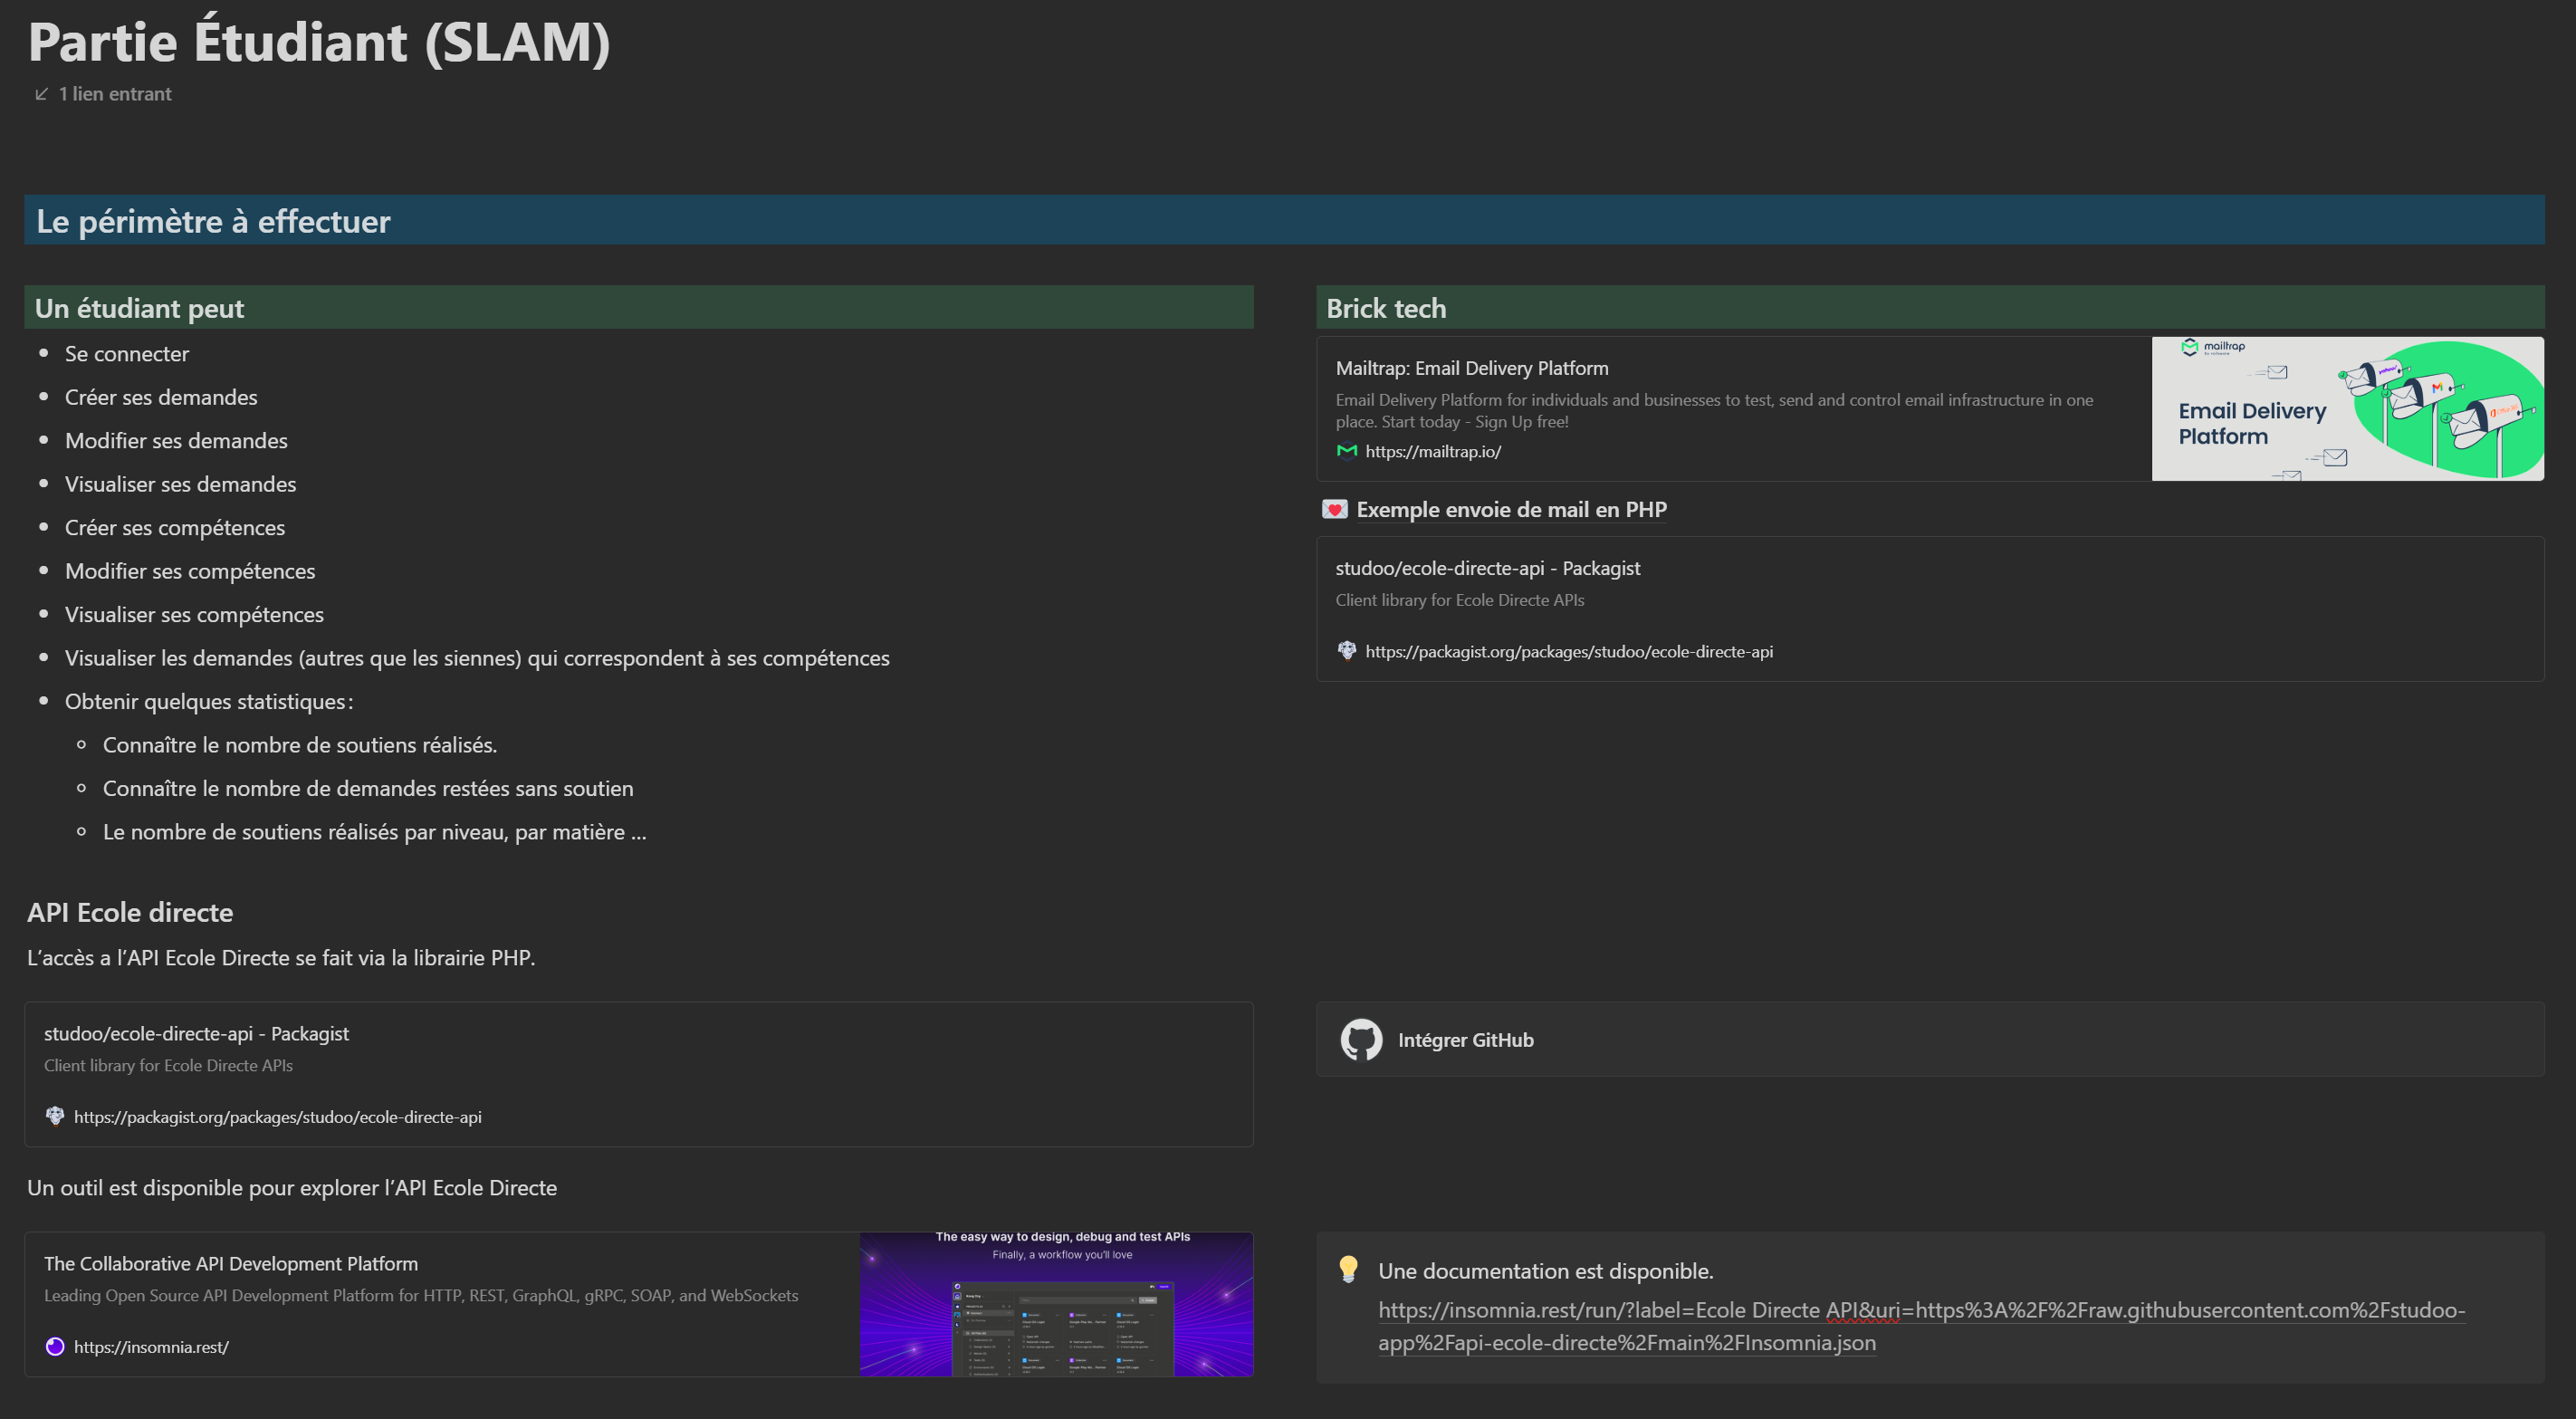 Partie Étudiant (SLAM)
1 lien entrant
Le périmètre à effectuer
Un étudiant peut
Se connecter
Créer ses demandes
Modifier ses demandes
Visualiser ses demandes
Créer ses compétences
Modifier ses compétences
Visualiser ses compétences
Visualiser les demandes (autres que les siennes) qui correspondent à ses compétences
Obtenir quelques statistiques :
Connaître le nombre de soutiens réalisés.
Connaître le nombre de demandes restées sans soutien
Le nombre de soutiens réalisés par niveau, par matière ...
Brick tech
Mailtrap: Email Delivery Platform
Email Delivery Platform for individuals and businesses to test, send and control email infrastructure in one
place. Start today - Sign Up free!
https://mailtrap.io/
mailtrap
Email Delivery
Platform
Exemple envoie de mail en PHP
studoo/ecole-directe-api - Packagist
Client library for Ecole Directe APIs
https://packagist.org/packages/studoo/ecole-directe-api
API Ecole directe
L'accès a l'API Ecole Directe se fait via la librairie PHP.
studoo/ecole-directe-api - Packagist
Client library for Ecole Directe APIs
https://packagist.org/packages/studoo/ecole-directe-api
Intégrer GitHub
Un outil est disponible pour explorer l'API Ecole Directe
The Collaborative API Development Platform
Leading Open Source API Development Platform for HTTP, REST, GraphQL, gRPC, SOAP, and WebSockets
https://insomnia.rest/
The easy way to design, debug and test APIs
Finally, a workflow you'll love
Une documentation est disponible.
https://insomnia.rest/run/?label=Ecole Directe API&uri=https%3A%2F%2Fraw.githubusercontent.com%2Fstudoo-
app%2Fapi-ecole-directe%2Fmain%2FInsomnia.json